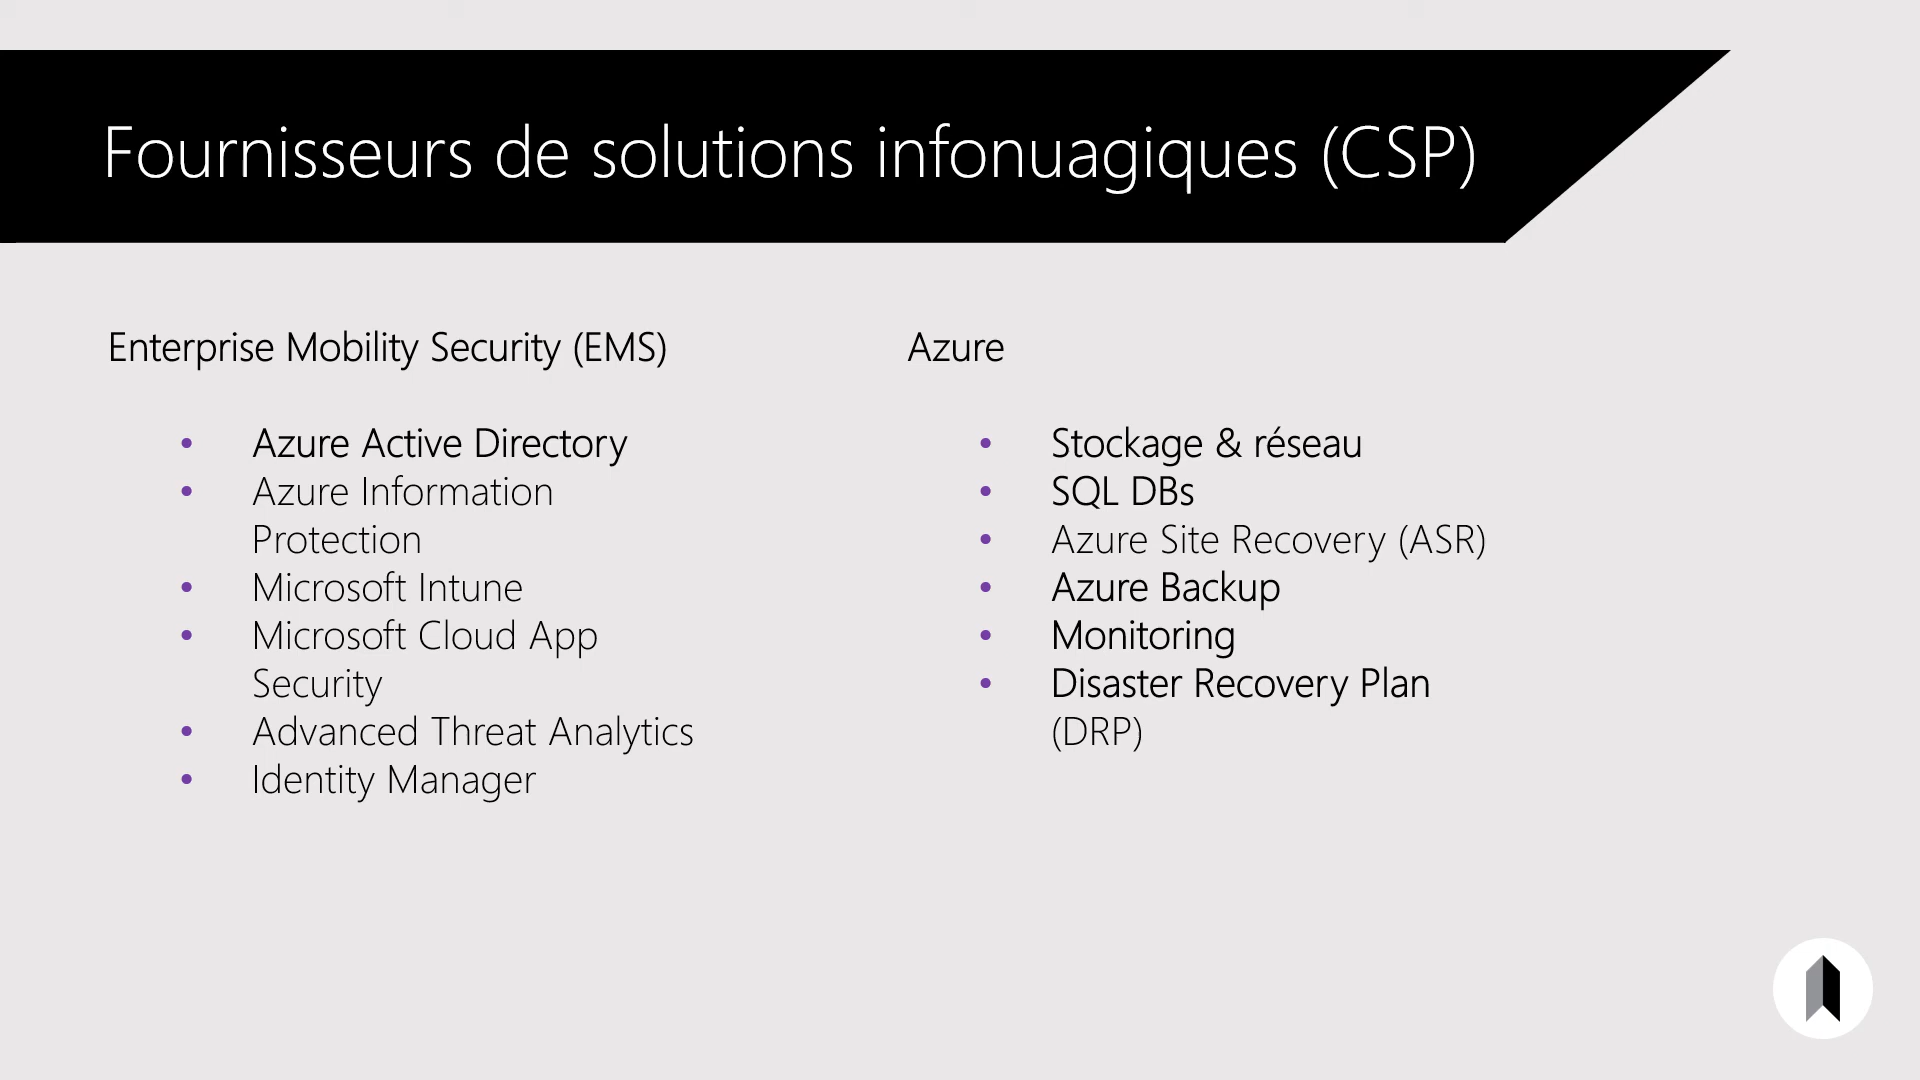 Fournisseurs de solutions infonuagiques (CSP)
Enterprise Mobility Security (EMS)
• Azure Active Directory
• Azure Information
Protection
• Microsoft Intune
• Microsoft Cloud App
Security
• Advanced Threat Analytics
• Identity Manager
Azure
• Stockage & réseau
• SQL DBs
• Azure Site Recovery (ASR)
• Azure Backup
• Monitoring
• Disaster Recovery Plan
(DRP)